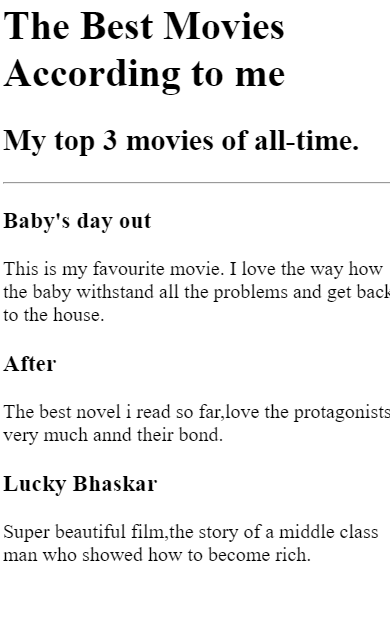 The Best Movies
According to me
My top 3 movies of all-time.
Baby's day out
This is my favourite movie. I love the way how
the baby withstand all the problems and get back
to the house.
After
The best novel i read so far,love the protagonists
very much annd their bond.
Lucky Bhaskar
Super beautiful film,the story of a middle class
man who showed how to become rich.